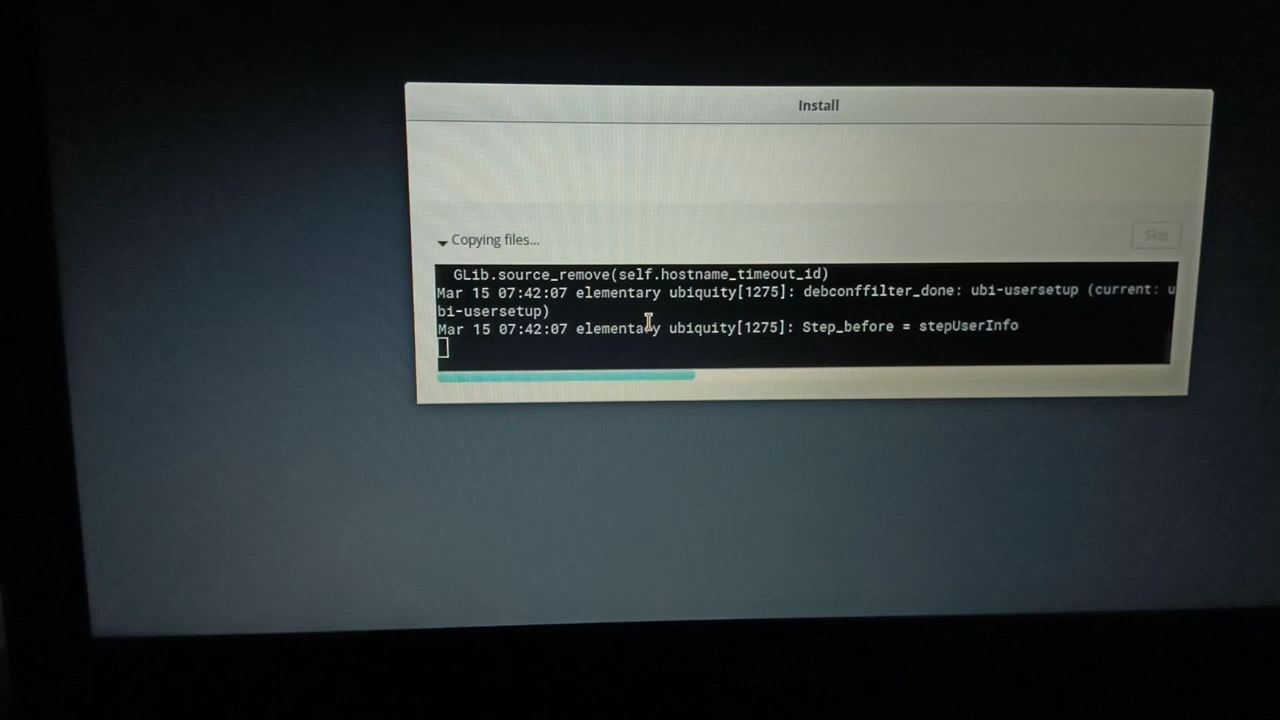 Install
Copying files...
Skip
GLib.source_remove(self.hostname_timeout_id)
Mar 15 07:42:07 elementary ubiquity[1275]: debconffilter_done: ubi-usersetup (current: u
bi-usersetup)
Mar 15 07:42:07 elementary ubiquity[1275]: Step_before = stepUserInfo